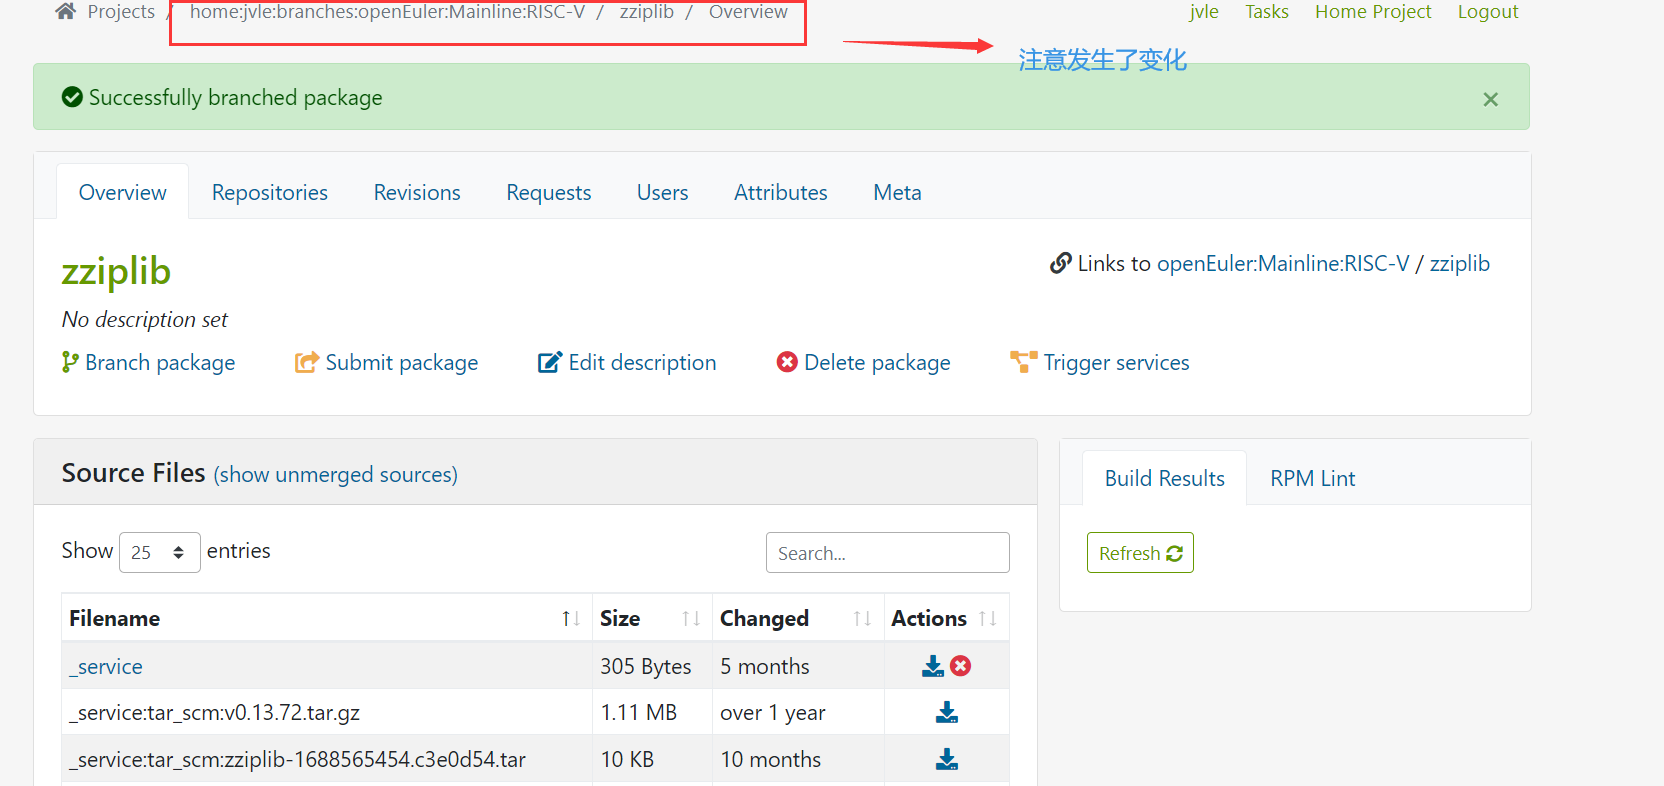 Projects / home:jvle:branches:openEuler:Mainline:RISC-V / zziplib / Overview
jvle Tasks Home Project Logout
注意发生了变化
Successfully branched package ×
Overview Repositories Revisions Requests Users Attributes Meta
zziplib
Links to openEuler:Mainline:RISC-V / zziplib
No description set
Branch package Submit package Edit description Delete package Trigger services
Source Files (show unmerged sources)
Build Results RPM Lint
Show 25 entries
Search...
Refresh
Filename Size Changed Actions
_service 305 Bytes 5 months
_service:tar_scm:v0.13.72.tar.gz 1.11 MB over 1 year
_service:tar_scm:zziplib-1688565454.c3e0d54.tar 10 KB 10 months